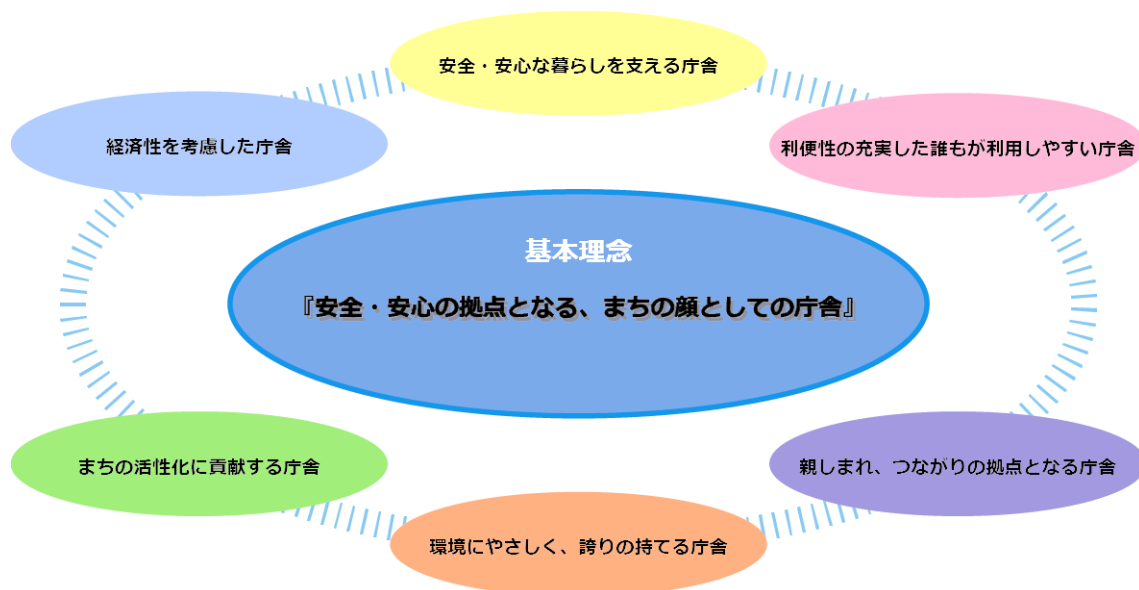 安全・安心な暮らしを支える庁舎
経済性を考慮した庁舎
利便性の充実した誰もが利用しやすい庁舎
基本理念
『安全・安心の拠点となる、まちの顔としての庁舎』
まちの活性化に貢献する庁舎
親しまれ、つながりの拠点となる庁舎
環境にやさしく、誇りの持てる庁舎